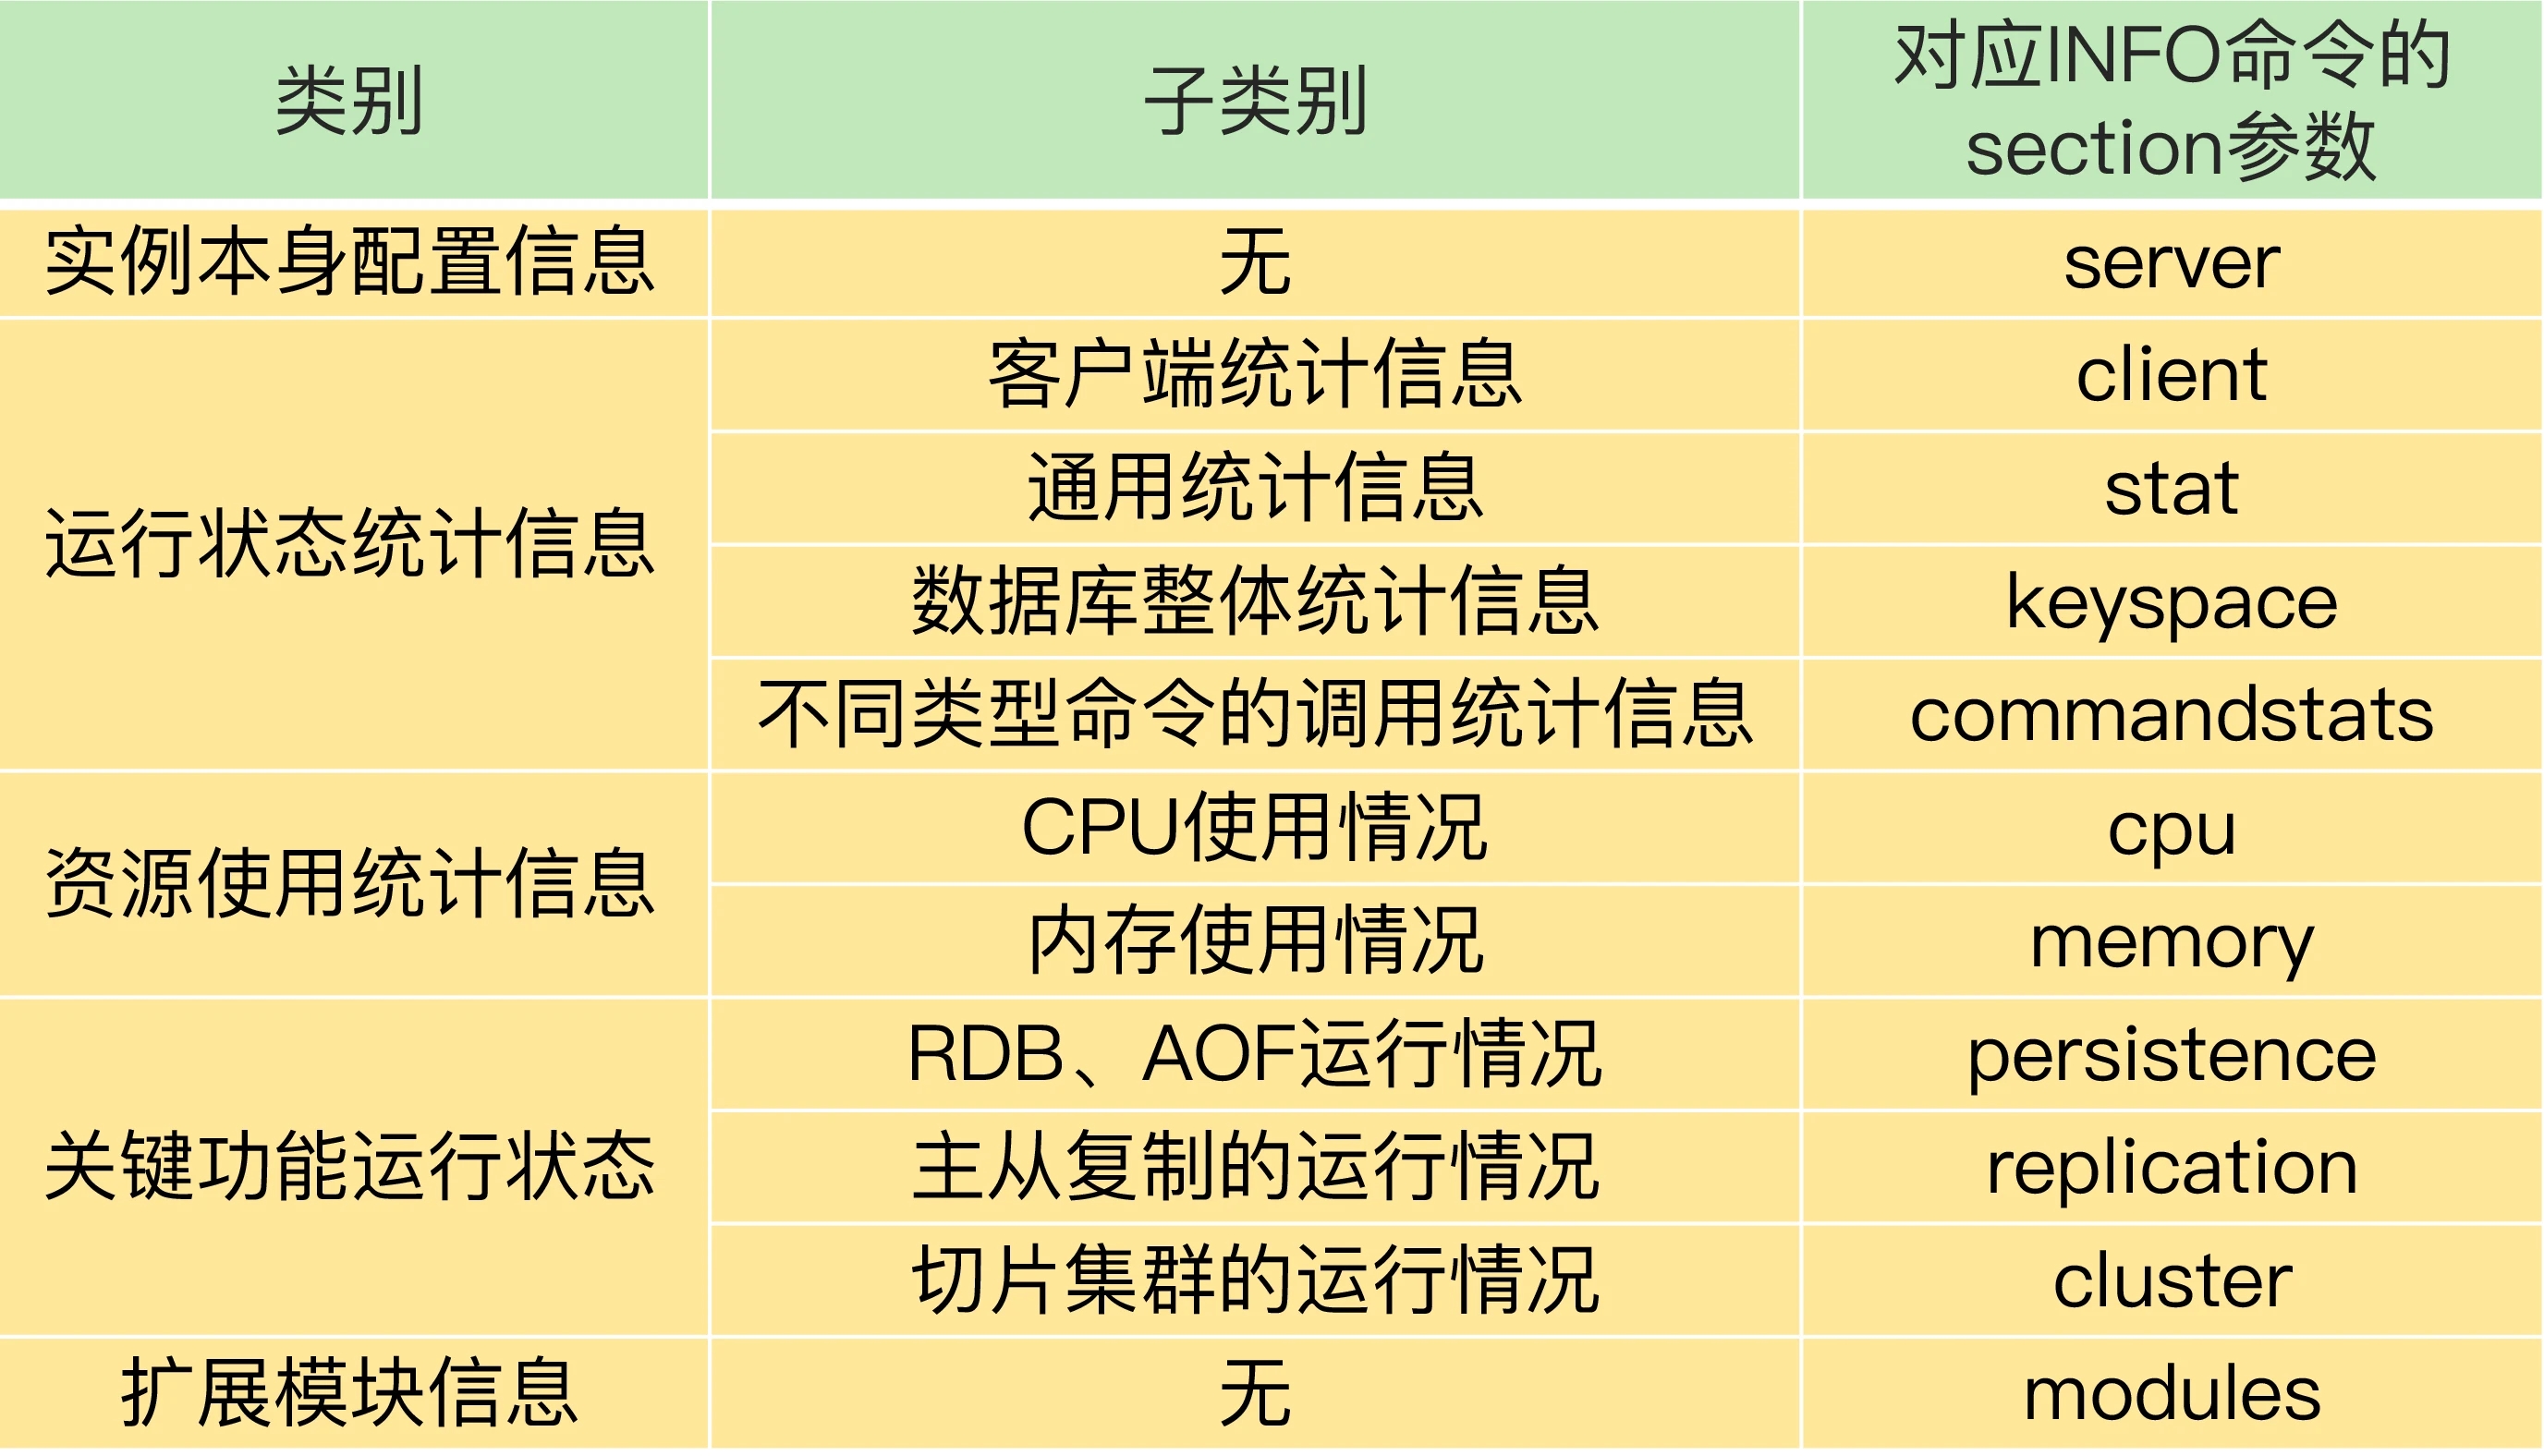 类别
子类别
对应INFO命令的
section参数
实例本身配置信息
无
server
运行状态统计信息
客户端统计信息
client
通用统计信息
stat
数据库整体统计信息
keyspace
不同类型命令的调用统计信息
commandstats
资源使用统计信息
CPU使用情况
cpu
内存使用情况
memory
关键功能运行状态
RDB、AOF运行情况
persistence
主从复制的运行情况
replication
切片集群的运行情况
cluster
扩展模块信息
无
modules